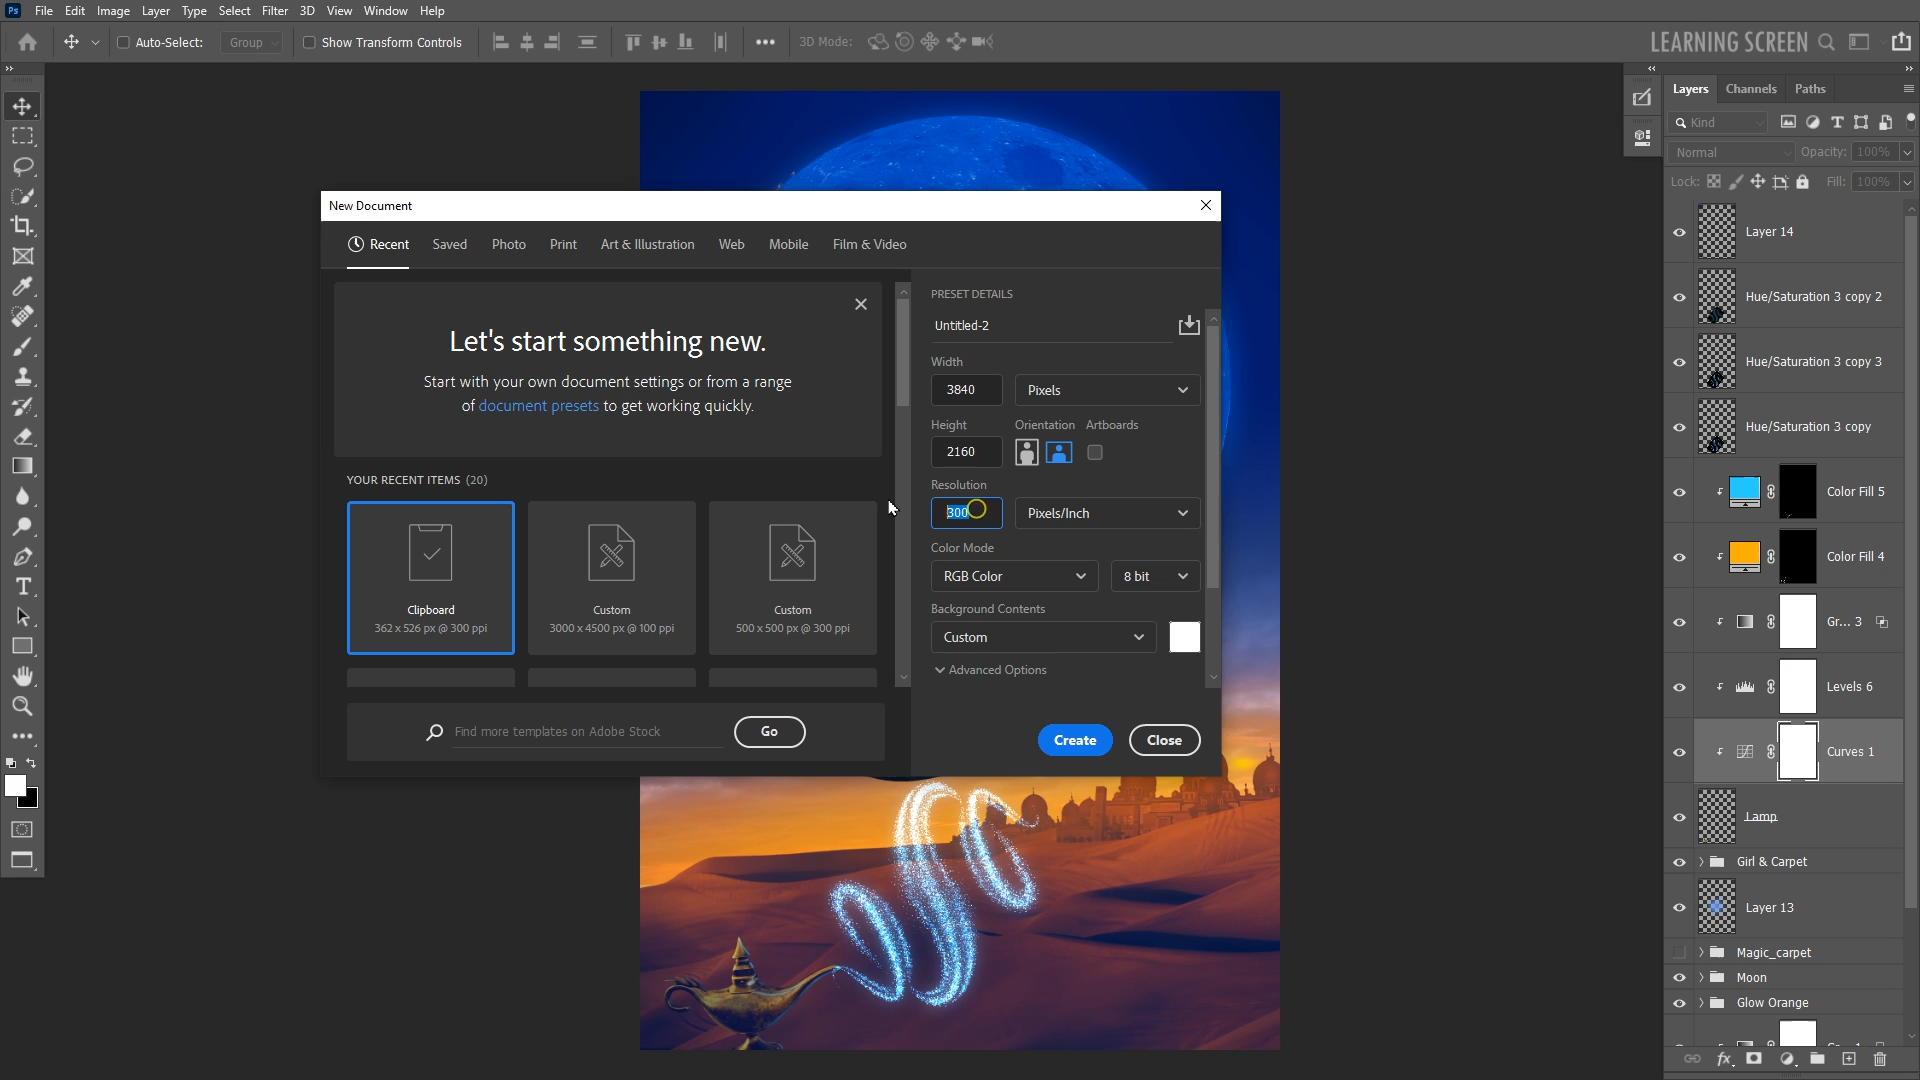 Ps File Edit Image Layer Type Select Filter 3D View Window Help
Auto-Select: Group Show Transform Controls 3D Mode: LEARNING SCREEN
Layers Channels Paths
Kind
Normal Opacity: 100%
Lock: Fill: 100%
Layer 14
Hue/Saturation 3 copy 2
Hue/Saturation 3 copy 3
Hue/Saturation 3 copy
Color Fill 5
Color Fill 4
Gr... 3
Levels 6
Curves 1
Lamp
Girl & Carpet
Layer 13
Magic_carpet
Moon
Glow Orange
New Document
Recent Saved Photo Print Art & Illustration Web Mobile Film & Video
Let's start something new.
Start with your own document settings or from a range
of document presets to get working quickly.
YOUR RECENT ITEMS (20)
Clipboard
362 x 526 px @ 300 ppi
Custom
3000 x 4500 px @ 100 ppi
Custom
500 x 500 px @ 300 ppi
Find more templates on Adobe Stock Go
PRESET DETAILS
Untitled-2
Width
3840 Pixels
Height Orientation Artboards
2160
Resolution
300 Pixels/Inch
Color Mode
RGB Color 8 bit
Background Contents
Custom
Advanced Options
Create Close